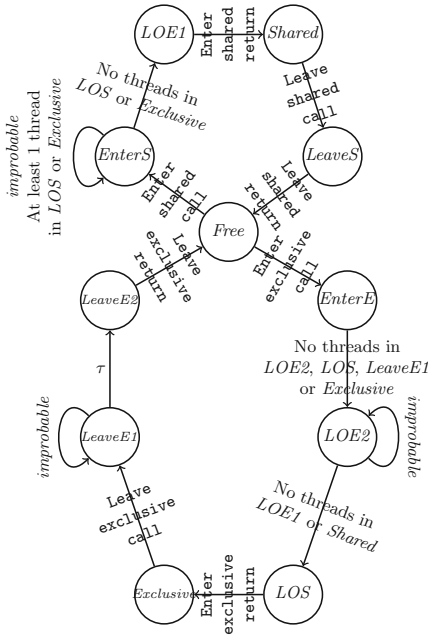 LOE1
Enter
shared
return
Shared
No threads in
LOS or Exclusive
Leave
shared
call
improbable
At least 1 thread
in LOS or Exclusive
EnterS
LeaveS
Enter
shared
call
Leave
shared
return
Free
Leave
exclusive
return
Enter
exclusive
call
LeaveE2
EnterE
τ
No threads in
LOE2, LOS, LeaveE1
or Exclusive
improbable
LeaveE1
LOE2
improbable
Leave
exclusive
call
No threads in
LOE1 or Shared
Exclusive
Enter
exclusive
return
LOS